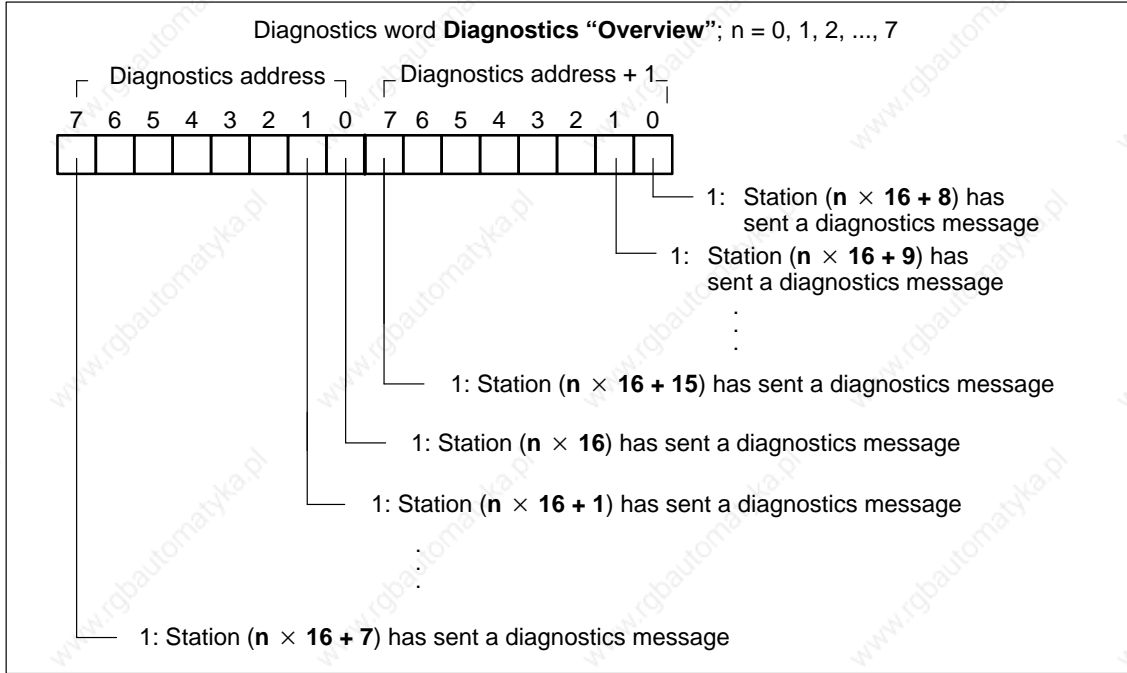 Diagnostics word Diagnostics “Overview”; n = 0, 1, 2, ..., 7
Diagnostics address Diagnostics address + 1
7 6 5 4 3 2 1 0 7 6 5 4 3 2 1 0
1: Station (n × 16 + 8) has
sent a diagnostics message
1: Station (n × 16 + 9) has
sent a diagnostics message
.
.
.
1: Station (n × 16 + 15) has sent a diagnostics message
1: Station (n × 16) has sent a diagnostics message
1: Station (n × 16 + 1) has sent a diagnostics message
.
.
.
1: Station (n × 16 + 7) has sent a diagnostics message
www.rgbautomatyka.pl